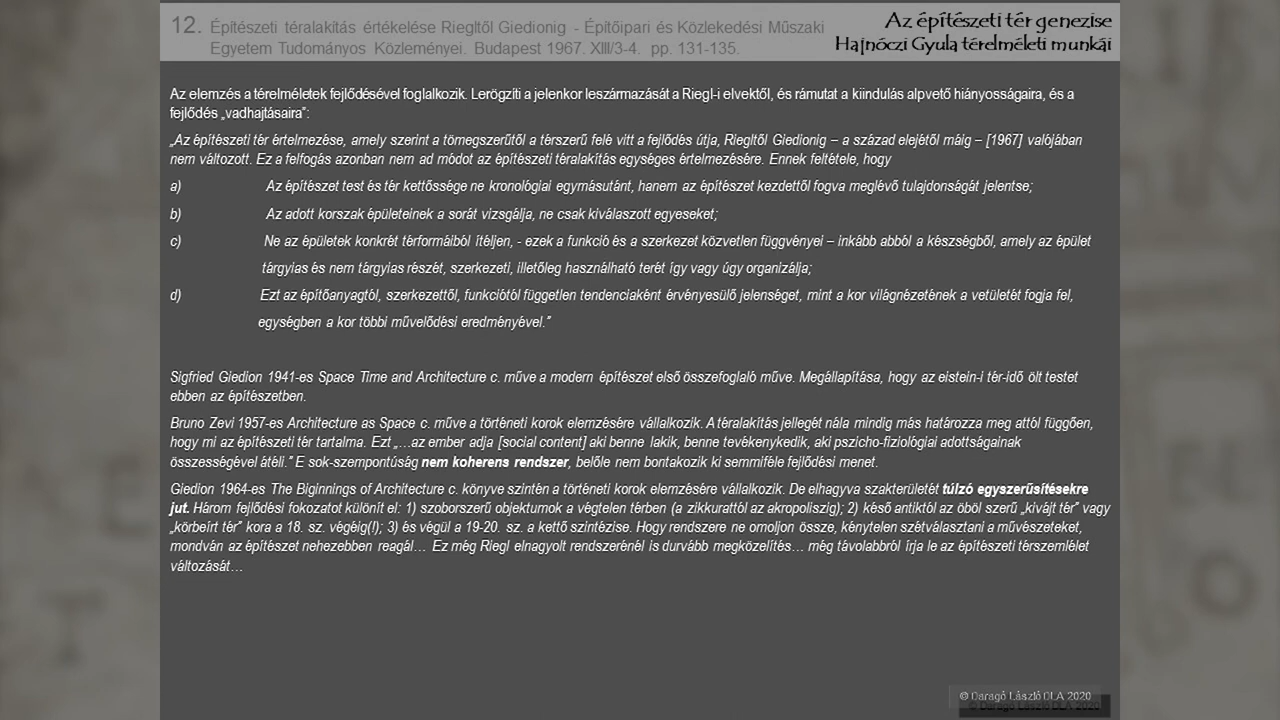 12. Építészeti téralakítás értékelése Riegltől Giedionig - Építőipari és Közlekedési Műszaki
Egyetem Tudományos Közleményei. Budapest 1967. XIII/3-4. pp. 131-135.
Az építészeti tér genezise
Hajnóczi Gyula térelméleti munkái
Az elemzés a térelméletek fejlődésével foglalkozik. Lerögzíti a jelenkor leszármazását a Riegl-i elvektől, és rámutat a kiindulás alpvető hiányosságaira, és a
fejlődés „vadhajtásaira":
„Az építészeti tér értelmezése, amely szerint a tömegszerűtől a térszerű felé vitt a fejlődés útja, Riegltől Giedionig – a század elejétől máig – [1967] valójában
nem változott. Ez a felfogás azonban nem ad módot az építészeti téralakítás egységes értelmezésére. Ennek feltétele, hogy
a) Az építészet test és tér kettőssége ne kronológiai egymásutánt, hanem az építészet kezdettől fogva meglévő tulajdonságát jelentse;
b) Az adott korszak épületeinek a sorát vizsgálja, ne csak kiválaszott egyeseket;
c) Ne az épületek konkrét térformáiból ítéljen, - ezek a funkció és a szerkezet közvetlen függvényei – inkább abból a készségből, amely az épület
tárgyias és nem tárgyias részét, szerkezeti, illetőleg használható terét így vagy úgy organizálja;
d) Ezt az építőanyagtól, szerkezettől, funkciótól független tendenciaként érvényesülő jelenséget, mint a kor világnézetének a vetületét fogja fel,
egységben a kor többi művelődési eredményével."
Sigfried Giedion 1941-es Space Time and Architecture c. műve a modern építészet első összefoglaló műve. Megállapítása, hogy az eistein-i tér-idő ölt testet
ebben az építészetben.
Bruno Zevi 1957-es Architecture as Space c. műve a történeti korok elemzésére vállalkozik. A téralakítás jellegét nála mindig más határozza meg attól függően,
hogy mi az építészeti tér tartalma. Ezt „…az ember adja [social content] aki benne lakik, benne tevékenykedik, aki pszicho-fiziológiai adottságainak
összességével átéli." E sok-szempontúság nem koherens rendszer, belőle nem bontakozik ki semmiféle fejlődési menet.
Giedion 1964-es The Biginnings of Architecture c. könyve szintén a történeti korok elemzésére vállalkozik. De elhagyva szakterületét túlzó egyszerűsítésekre
jut. Három fejlődési fokozatot különít el: 1) szoborszerű objektumok a végtelen térben (a zikkurattól az akropoliszig); 2) késő antiktól az öböl szerű „kivájt tér" vagy
„körbeírt tér" kora a 18. sz. végéig(!); 3) és végül a 19-20. sz. a kettő szintézise. Hogy rendszere ne omoljon össze, kénytelen szétválasztani a művészeteket,
mondván az építészet nehezebben reagál… Ez még Riegl elnagyolt rendszerénél is durvább megközelítés… még távolabbról írja le az építészeti térszemlélet
változását…
© Daragó László DLA 2020